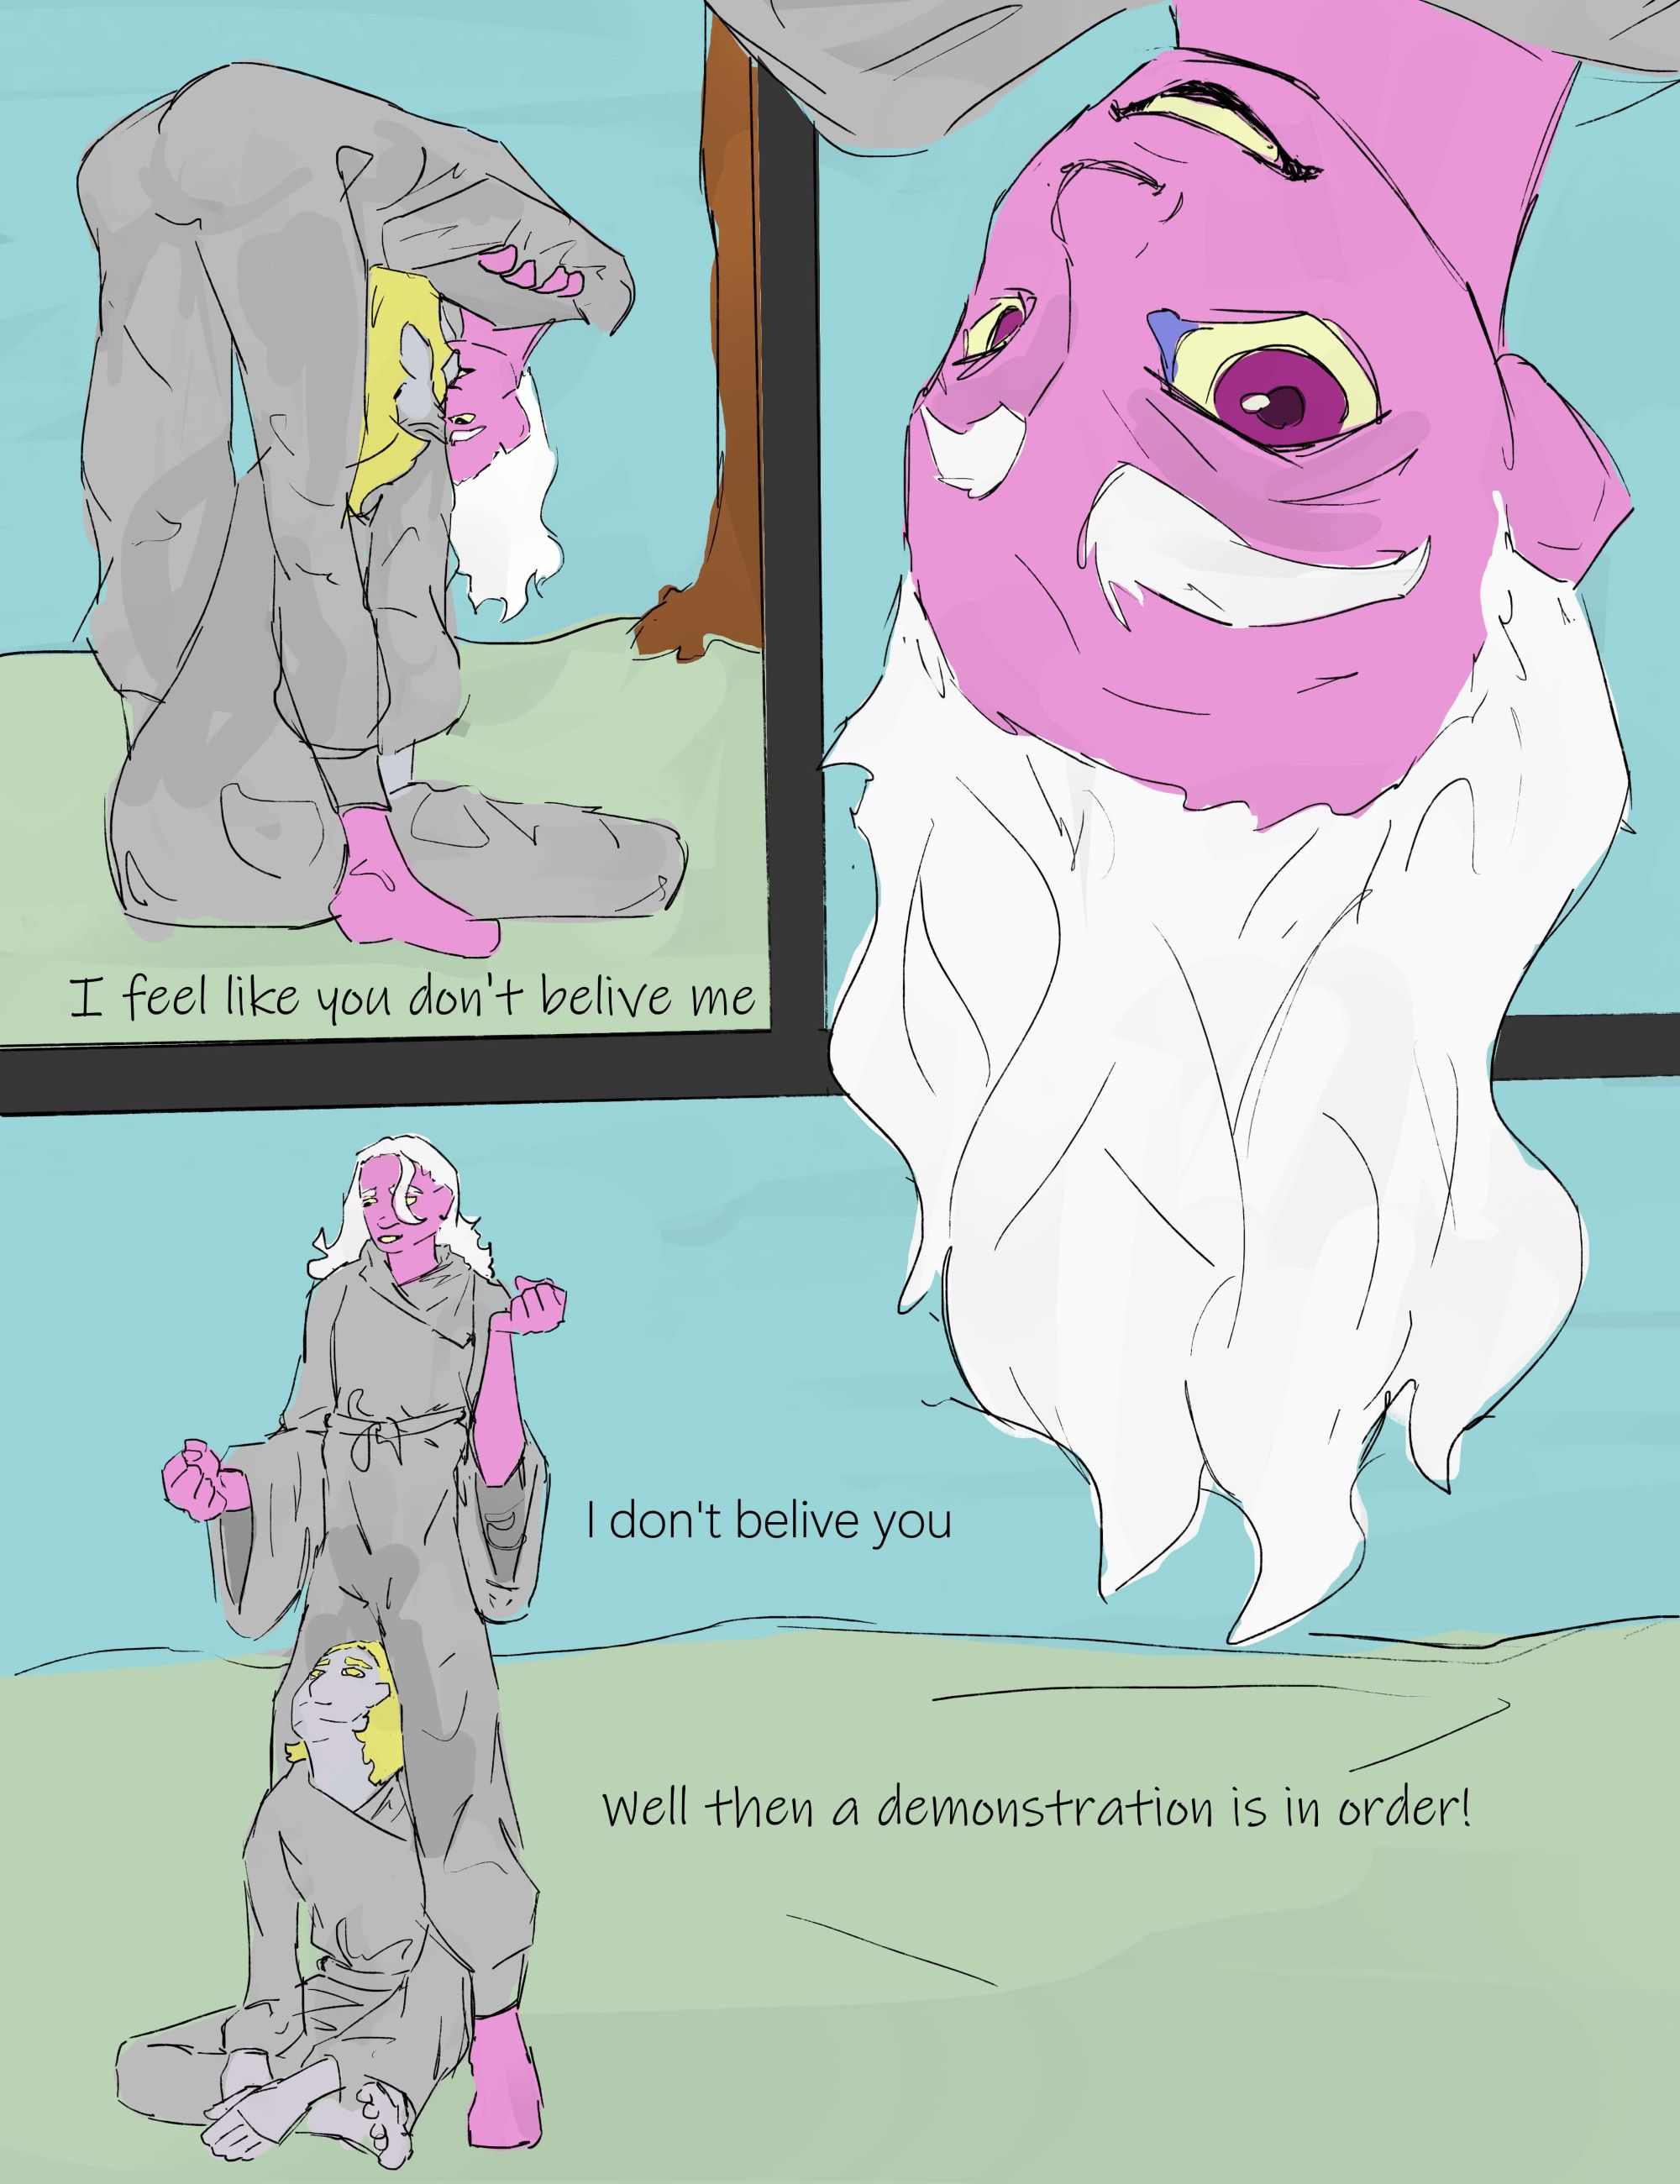 I feel like you don't belive me
I don't belive you
Well then a demonstration is in order!